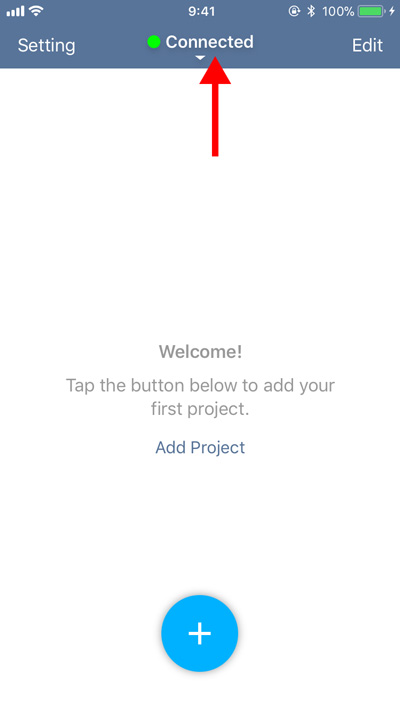 9:41
100%
Setting
Connected
Edit
Welcome!
Tap the button below to add your
first project.
Add Project